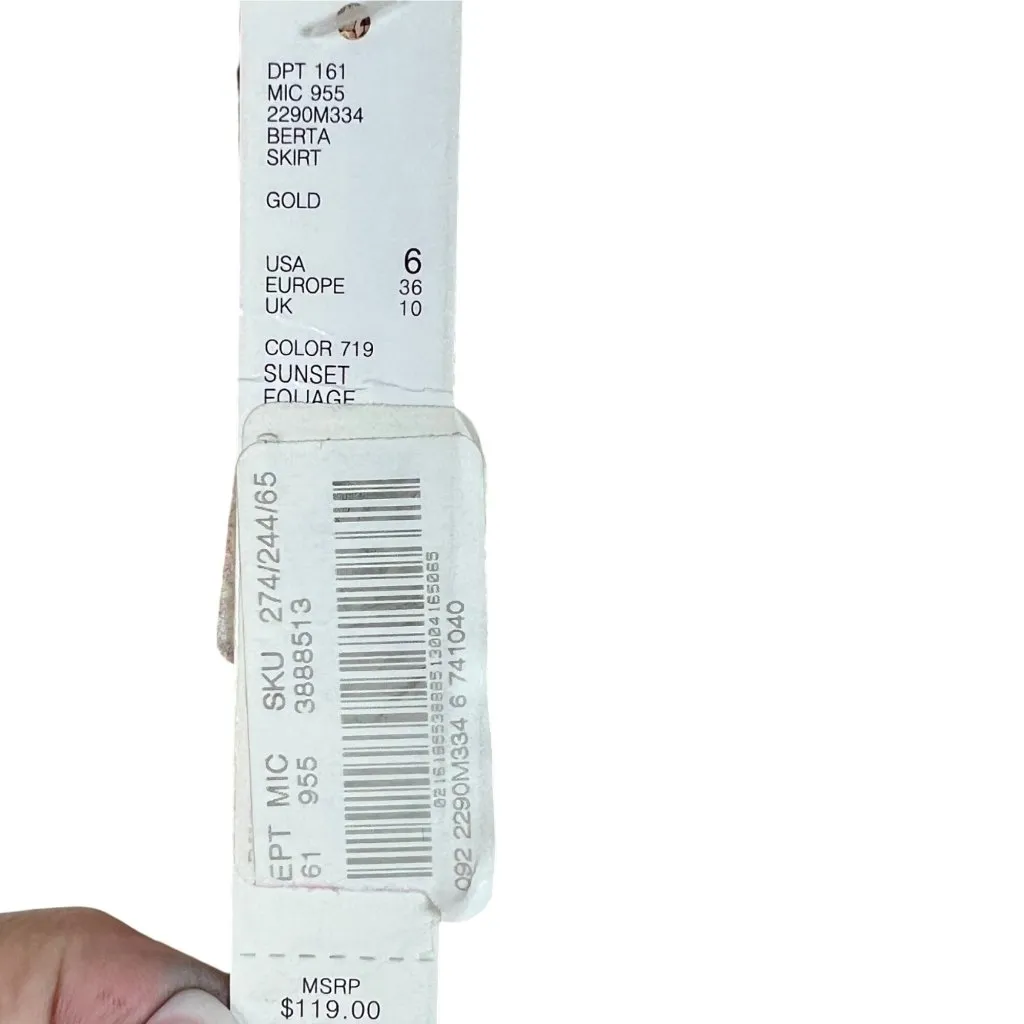 DPT 161
MIC 955
2290M334
BERTA
SKIRT
GOLD
USA 6
EUROPE 36
UK 10
COLOR 719
SUNSET
FOLIAGE
EPT MIC SKU 274/244/65
61 955 3888513
092 2290M334 6 741040
MSRP
$119.00